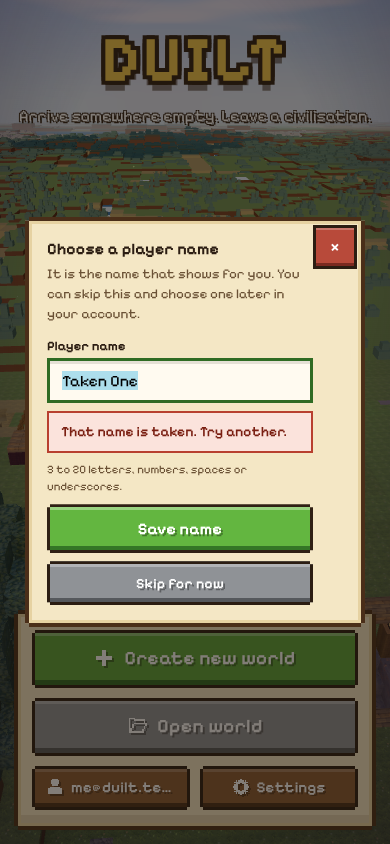 DUILT
Arrive somewhere empty. Leave a civilisation.
Choose a player name
×
It is the name that shows for you. You
can skip this and choose one later in
your account.
Player name
Taken One
That name is taken. Try another.
3 to 20 letters, numbers, spaces or
underscores.
Save name
Skip for now
Create new world
Open world
me@duilt.te...
Settings